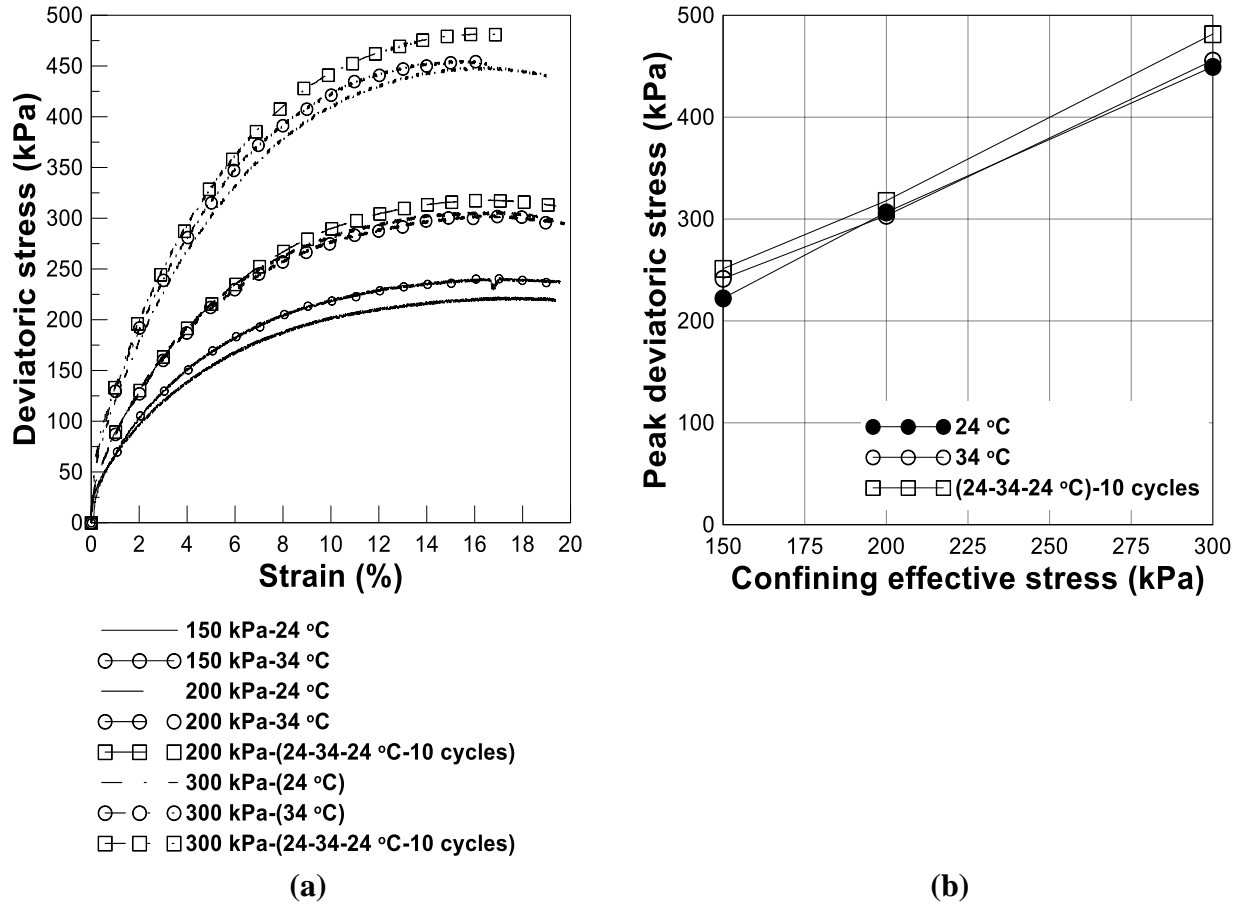 500
450
400
350
300
250
200
150
100
50
0
Deviatoric stress (kPa)
0 2 4 6 8 10 12 14 16 18 20
Strain (%)
150 kPa-24 °C
150 kPa-34 °C
200 kPa-24 °C
200 kPa-34 °C
200 kPa-(24-34-24 °C-10 cycles)
300 kPa-(24 °C)
300 kPa-(34 °C)
300 kPa-(24-34-24 °C-10 cycles)
(a)
500
400
300
200
100
0
Peak deviatoric stress (kPa)
24 °C
34 °C
(24-34-24 °C)-10 cycles
150 175 200 225 250 275 300
Confining effective stress (kPa)
(b)